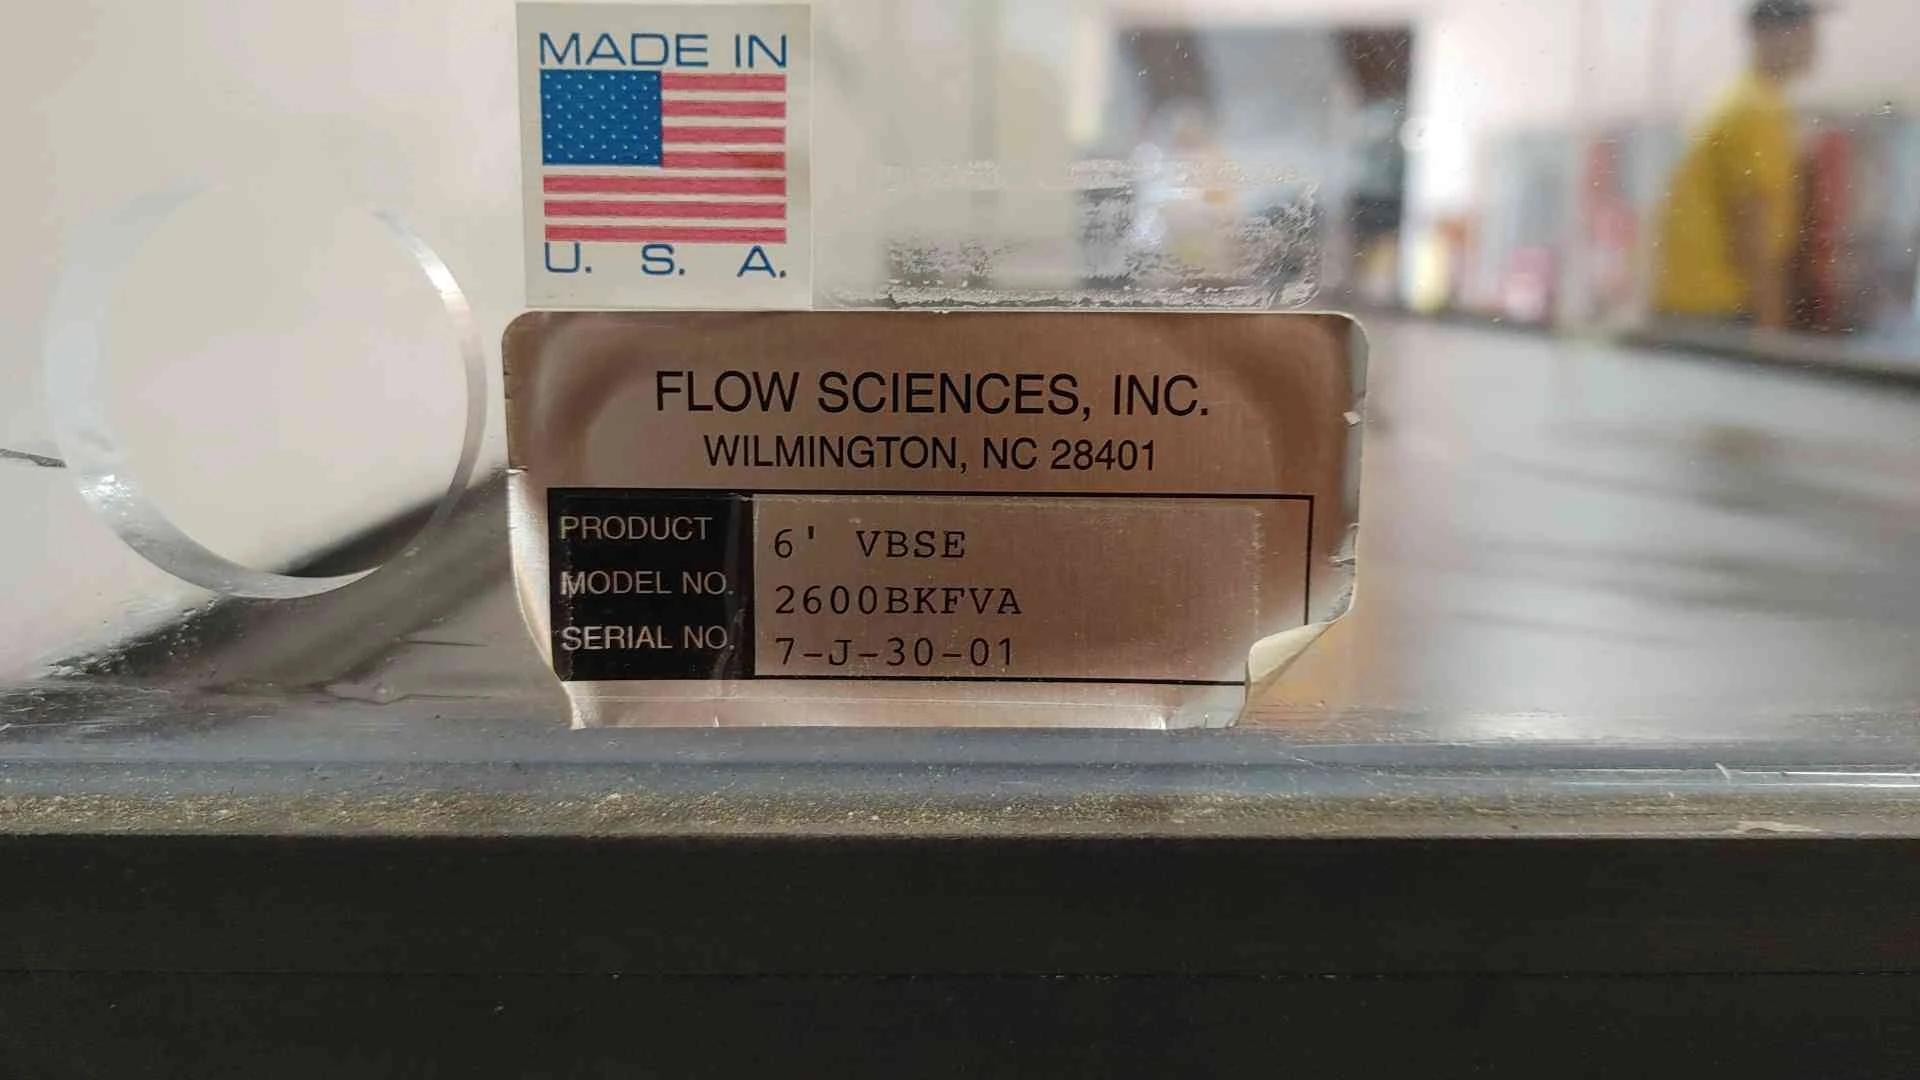 MADE IN
U. S. A.
FLOW SCIENCES, INC.
WILMINGTON, NC 28401
PRODUCT 6' VBSE
MODEL NO. 2600BKFVA
SERIAL NO. 7-J-30-01